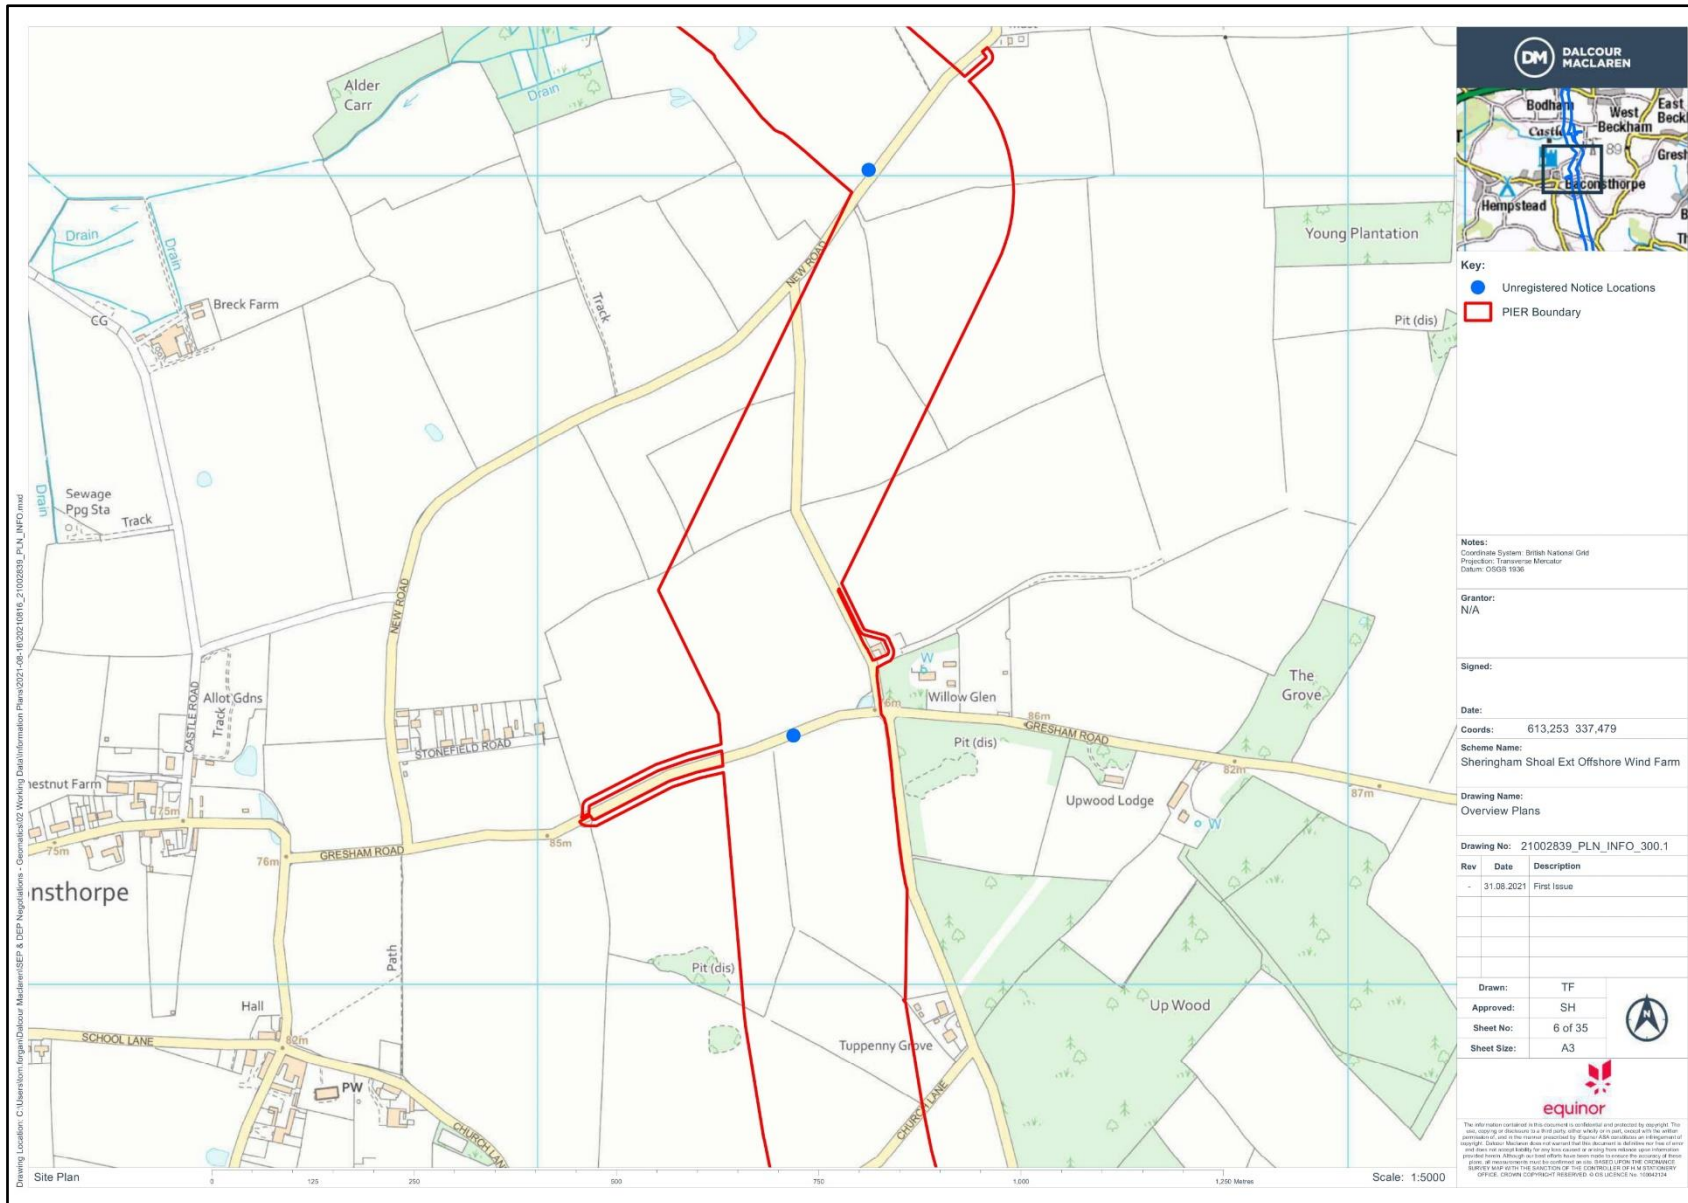 Alder
Carr
Drain
Drain
Drain
Breck Farm
CG
Track
NEW ROAD
Young Plantation
Pit (dis)
Sewage
Ppg Sta
Track
Drain
NEW ROAD
CASTLE ROAD
Allot Gdns
Track
STONEFIELD ROAD
W
Willow Glen
The
Grove
86m
GRESHAM ROAD
Pit (dis)
82m
87m
Upwood Lodge
W
75m
75m
76m
GRESHAM ROAD
85m
nsthorpe
Path
Pit (dis)
Hall
SCHOOL LANE
82m
PW
CHURCH LANE
Up Wood
Tuppenny Grove
CHURCH LANE
Site Plan
0 125 250 500 750 1,000 1,250 Metres
Scale: 1:5000
DM DALCOUR
MACLAREN
Bodham
West
Beckham
East
Castle
89
Baconsthorpe
Hempstead
Key:
Unregistered Notice Locations
PIER Boundary
Notes:
Coordinate System: British National Grid
Projection: Transverse Mercator
Datum: OSGB 1936
Grantor:
N/A
Signed:
Date:
Coords: 613,253 337,479
Scheme Name:
Sheringham Shoal Ext Offshore Wind Farm
Drawing Name:
Overview Plans
Drawing No: 21002839_PLN_INFO_300.1
Rev Date Description
- 31.08.2021 First Issue
Drawn: TF
Approved: SH
Sheet No: 6 of 35
Sheet Size: A3
N
equinor